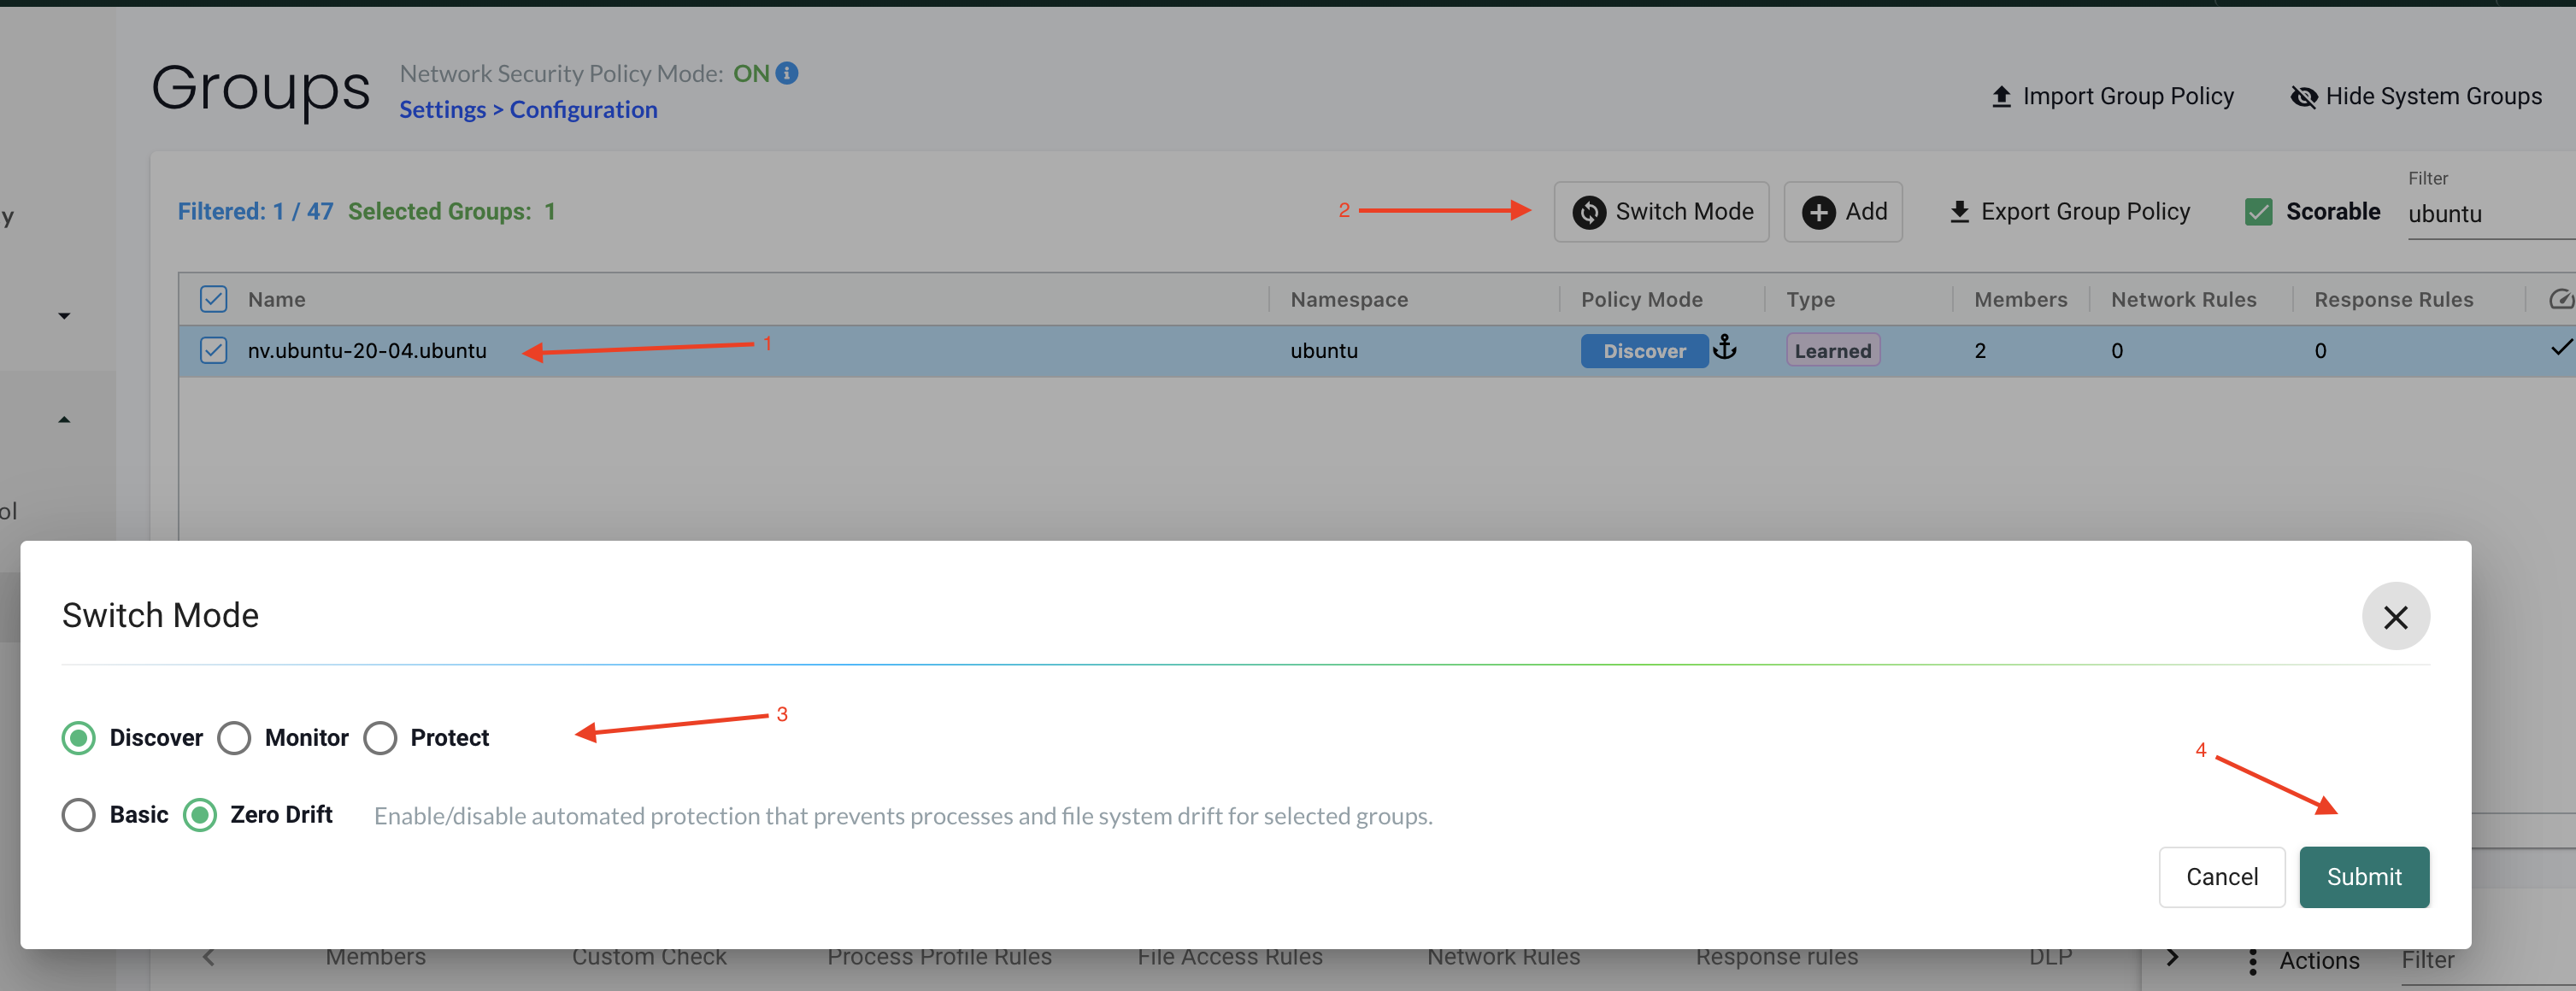 Groups
Network Security Policy Mode: ON
Settings > Configuration
Import Group Policy
Hide System Groups
y
Filtered: 1 / 47 Selected Groups: 1
2
Switch Mode
Add
Export Group Policy
Scorable
Filter
ubuntu
Name
Namespace
Policy Mode
Type
Members
Network Rules
Response Rules
nv.ubuntu-20-04.ubuntu
1
ubuntu
Discover
Learned
2
0
0
ol
Switch Mode
Discover
Monitor
Protect
3
Basic
Zero Drift
Enable/disable automated protection that prevents processes and file system drift for selected groups.
4
Cancel
Submit
Members
Custom Check
Process Profile Rules
File Access Rules
Network Rules
Response rules
DLP
Actions
Filter